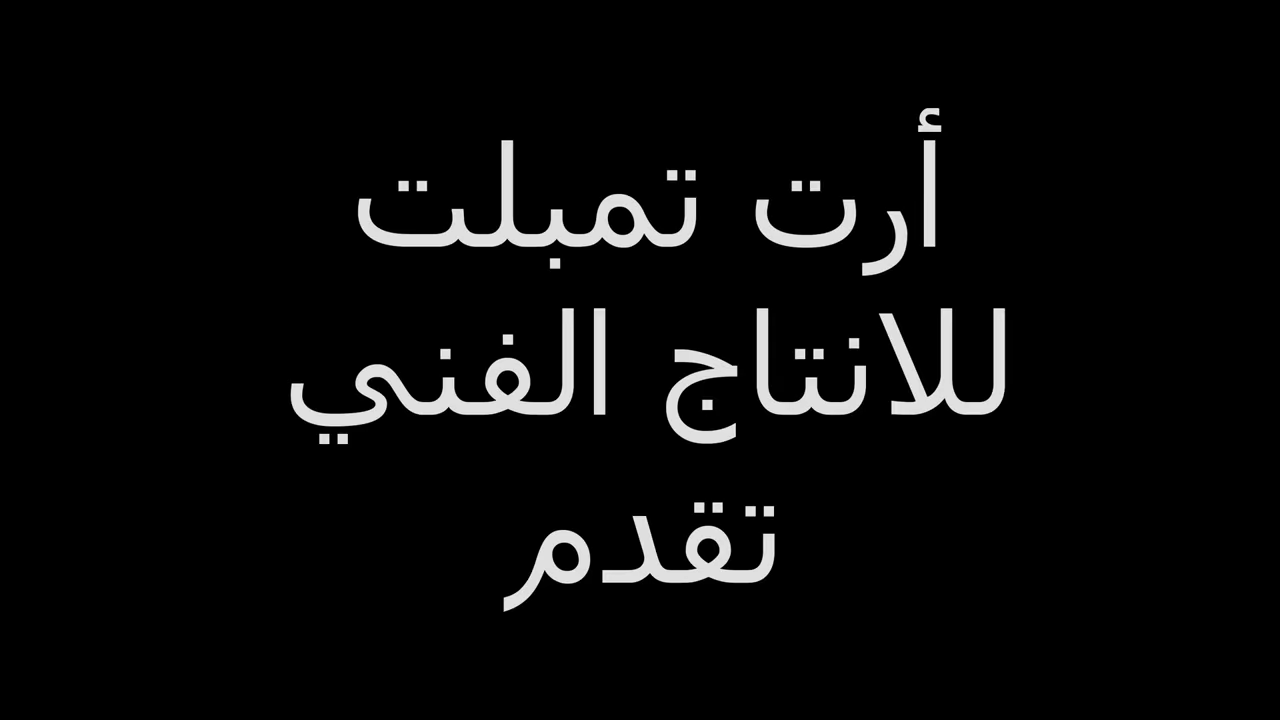 أرت تمبلت
للانتاج الفني
تقدم